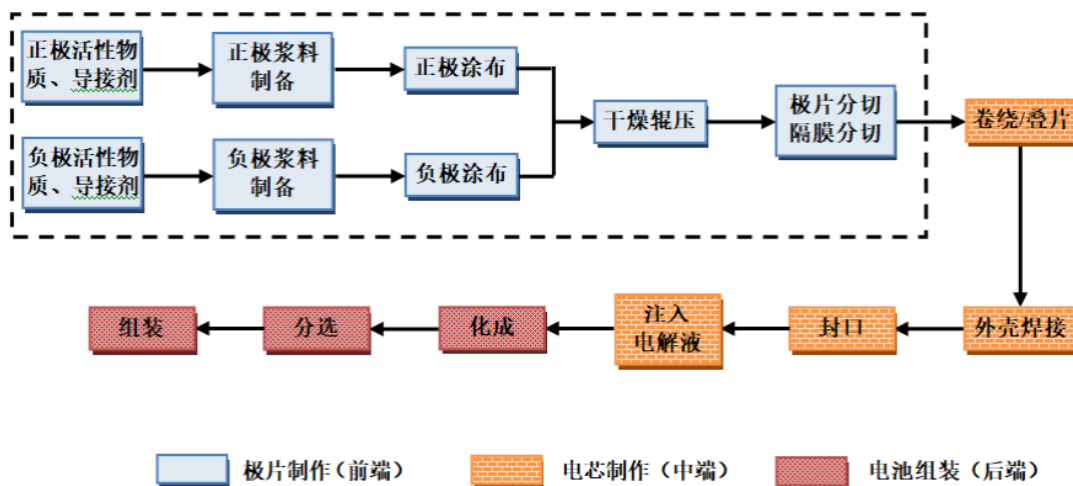 正极活性物
质、导接剂
正极浆料
制备
正极涂布
负极活性物
质、导接剂
负极浆料
制备
负极涂布
干燥辊压
极片分切
隔膜分切
卷绕/叠片
外壳焊接
封口
注入
电解液
化成
分选
组装
极片制作（前端）
电芯制作（中端）
电池组装（后端）